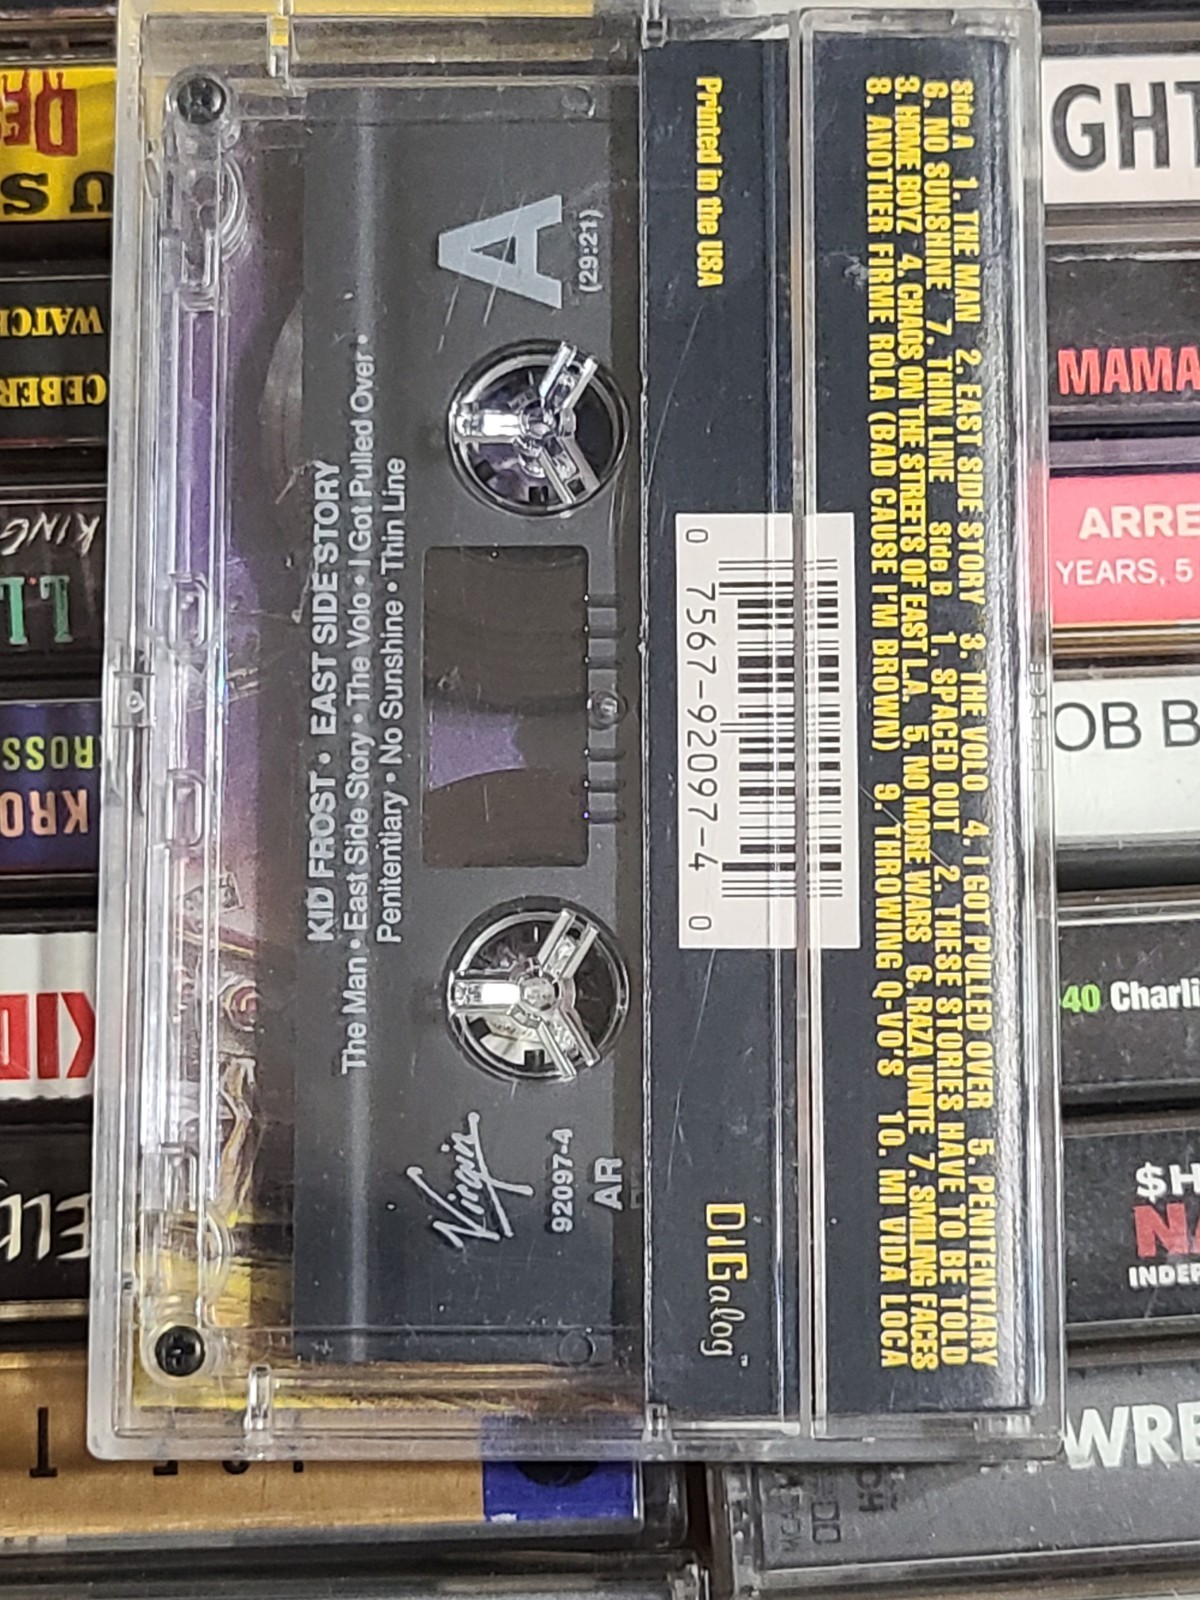 Side A 1. THE MAN 2. EAST SIDE STORY 3. THE VOLO 4. I GOT PULLED OVER 5. PENITENTIARY
6. NO SUNSHINE 7. THIN LINE Side B 1. SPACED OUT 2. THESE STORIES HAVE TO BE TOLD
3. HOME BOYZ 4. CHAOS ON THE STREETS OF EAST L.A. 5. NO MORE WARS 6. RAZA UNITE 7. SMILING FACES
8. ANOTHER FIRME ROLA (BAD CAUSE I'M BROWN) 9. THROWING Q-VO'S 10. MI VIDA LOCA
Printed in the USA
0 7567-92097-4 0
DIGalog™
A
(29:21)
KID FROST • EAST SIDE STORY
The Man • East Side Story • The Volo • I Got Pulled Over •
Penitentiary • No Sunshine • Thin Line
Virgin
92097-4
AR
US
WATC
CEBER
KING
LL
ROSS
KRO
KID
GHT
MAMA
ARRE
YEARS, 5
OB B
40 Charli
$H
NA
INDEP
WRE